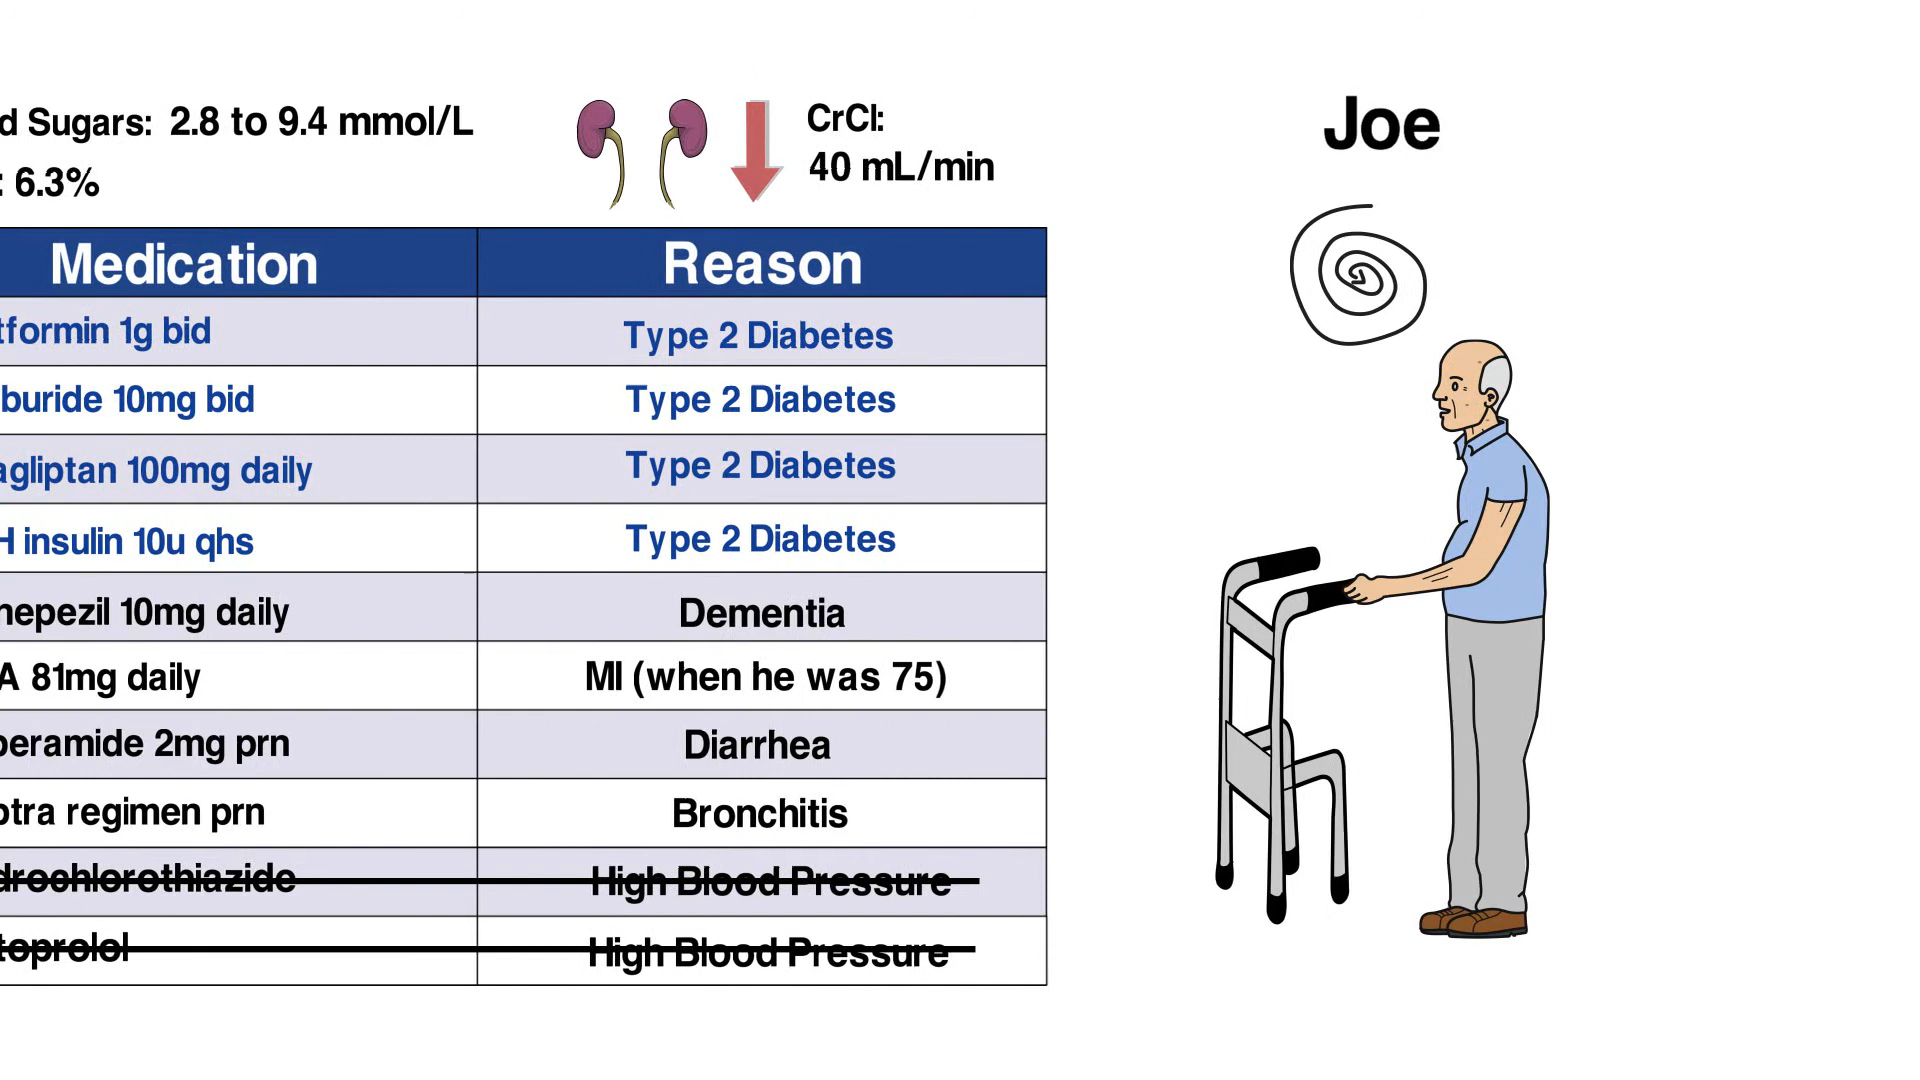 d Sugars: 2.8 to 9.4 mmol/L
: 6.3%
CrCl:
40 mL/min
Joe
Medication Reason
tformin 1g bid Type 2 Diabetes
buride 10mg bid Type 2 Diabetes
agliptan 100mg daily Type 2 Diabetes
H insulin 10u qhs Type 2 Diabetes
nepezil 10mg daily Dementia
A 81mg daily MI (when he was 75)
peramide 2mg prn Diarrhea
ptra regimen prn Bronchitis
drochlorothiazide High Blood Pressure
toprolol High Blood Pressure